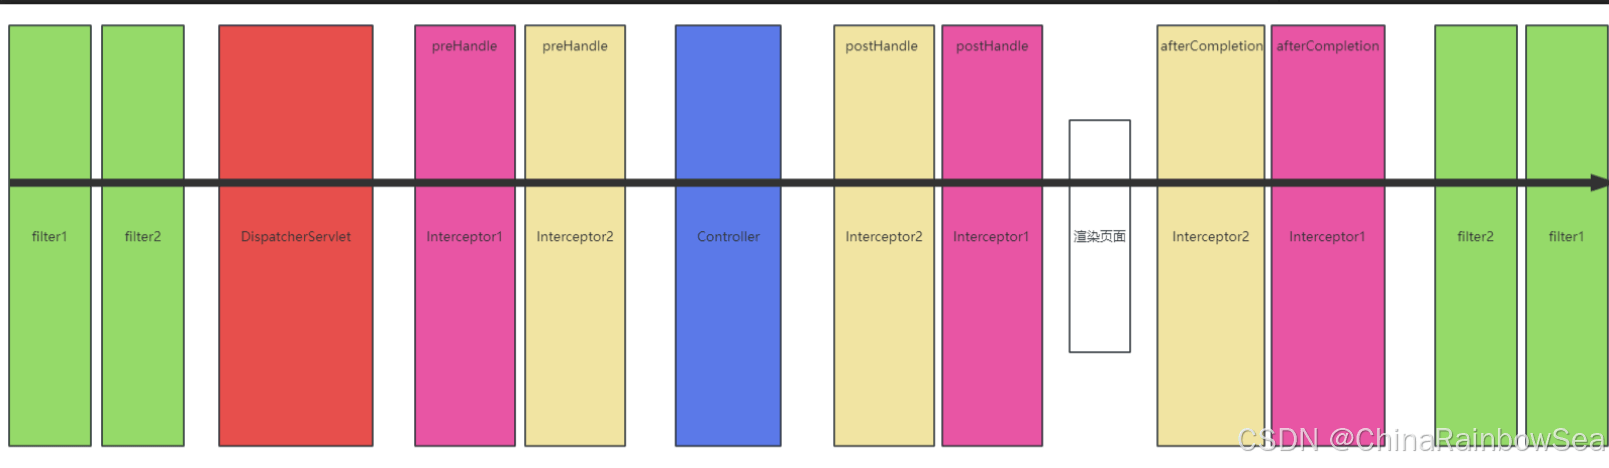 preHandle
preHandle
postHandle
postHandle
afterCompletion
afterCompletion
filter1
filter2
DispatcherServlet
Interceptor1
Interceptor2
Controller
Interceptor2
Interceptor1
渲染页面
Interceptor2
Interceptor1
filter2
filter1
CSDN @ChinaRainbowSea